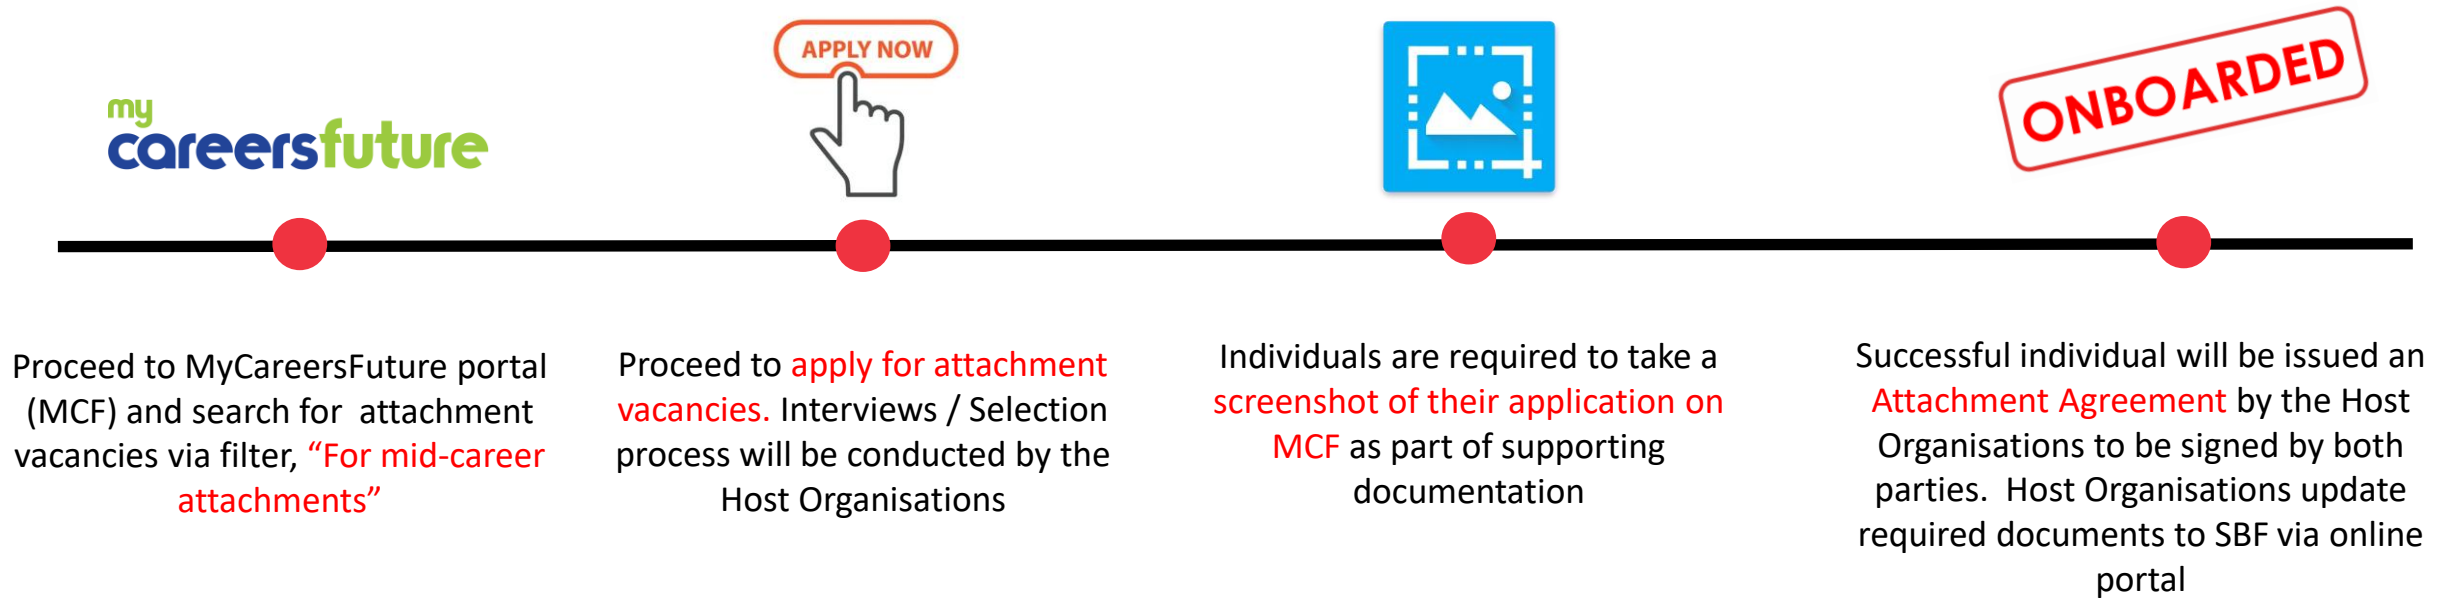 my
careersfuture
Proceed to MyCareersFuture portal
(MCF) and search for attachment
vacancies via filter, “For mid-career
attachments”
APPLY NOW
Proceed to apply for attachment
vacancies. Interviews / Selection
process will be conducted by the
Host Organisations
Individuals are required to take a
screenshot of their application on
MCF as part of supporting
documentation
ONBOARDED
Successful individual will be issued an
Attachment Agreement by the Host
Organisations to be signed by both
parties. Host Organisations update
required documents to SBF via online
portal